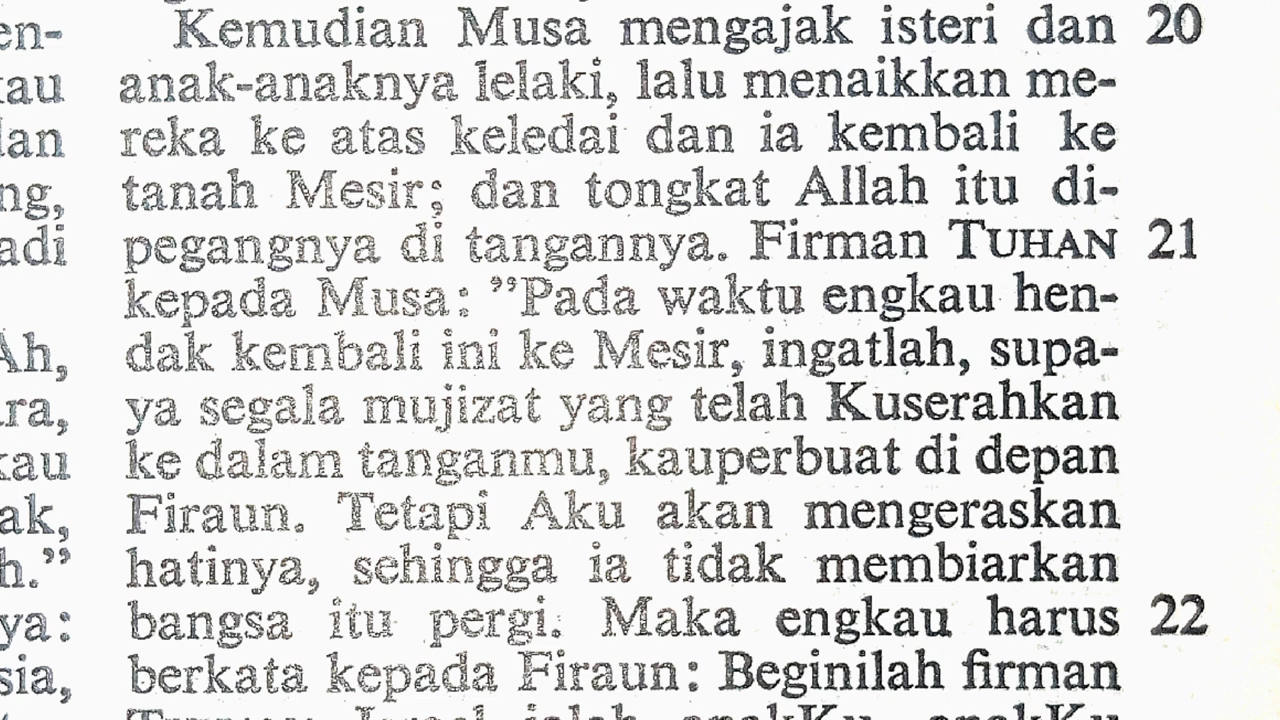 Kemudian Musa mengajak isteri dan 20
anak-anaknya lelaki, lalu menaikkan me-
reka ke atas keledai dan ia kembali ke
tanah Mesir; dan tongkat Allah itu di-
pegangnya di tangannya. Firman TUHAN 21
kepada Musa: ”Pada waktu engkau hen-
dak kembali ini ke Mesir, ingatlah, supa-
ya segala mujizat yang telah Kuserahkan
ke dalam tanganmu, kauperbuat di depan
Firaun. Tetapi Aku akan mengeraskan
hatinya, sehingga ia tidak membiarkan
bangsa itu pergi. Maka engkau harus 22
berkata kepada Firaun: Beginilah firman